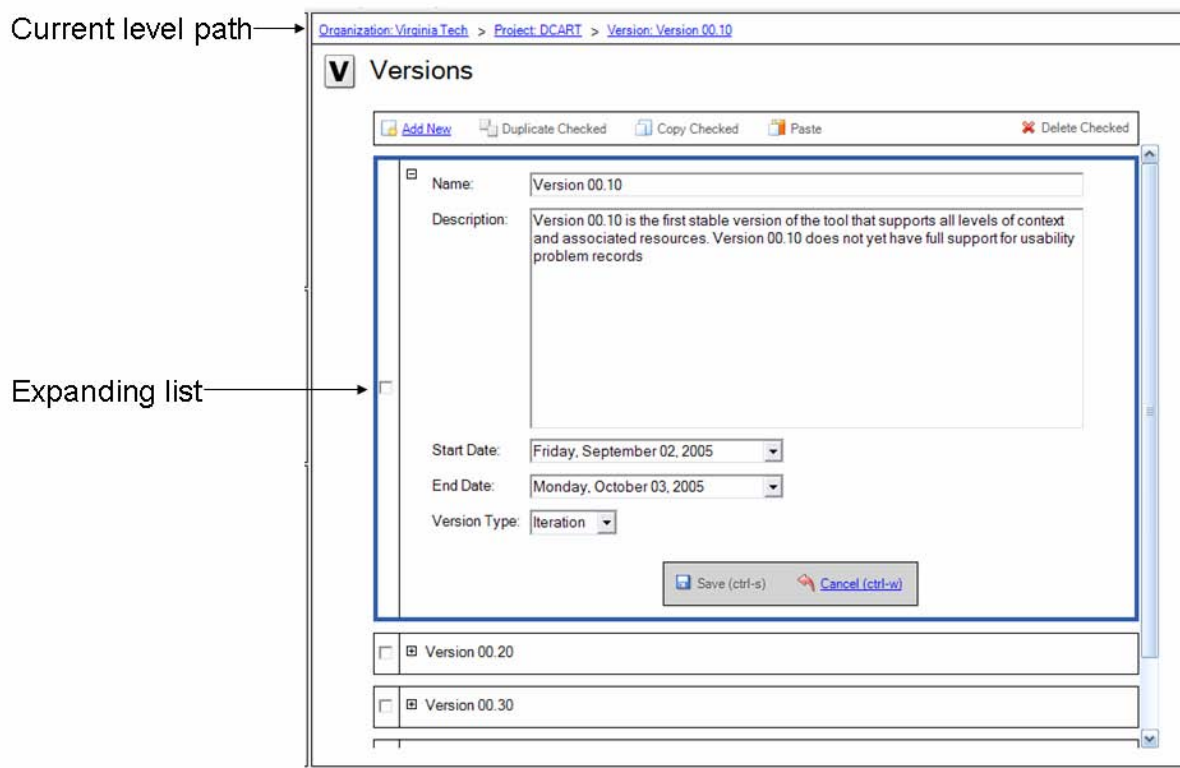 Current level path
Organization: Virginia Tech > Project: DCART > Version: Version 00.10
V Versions
Add New Duplicate Checked Copy Checked Paste Delete Checked
Name: Version 00.10
Description: Version 00.10 is the first stable version of the tool that supports all levels of context
and associated resources. Version 00.10 does not yet have full support for usability
problem records
Expanding list
Start Date: Friday, September 02, 2005
End Date: Monday, October 03, 2005
Version Type: Iteration
Save (ctrl-s) Cancel (ctrl-w)
Version 00.20
Version 00.30